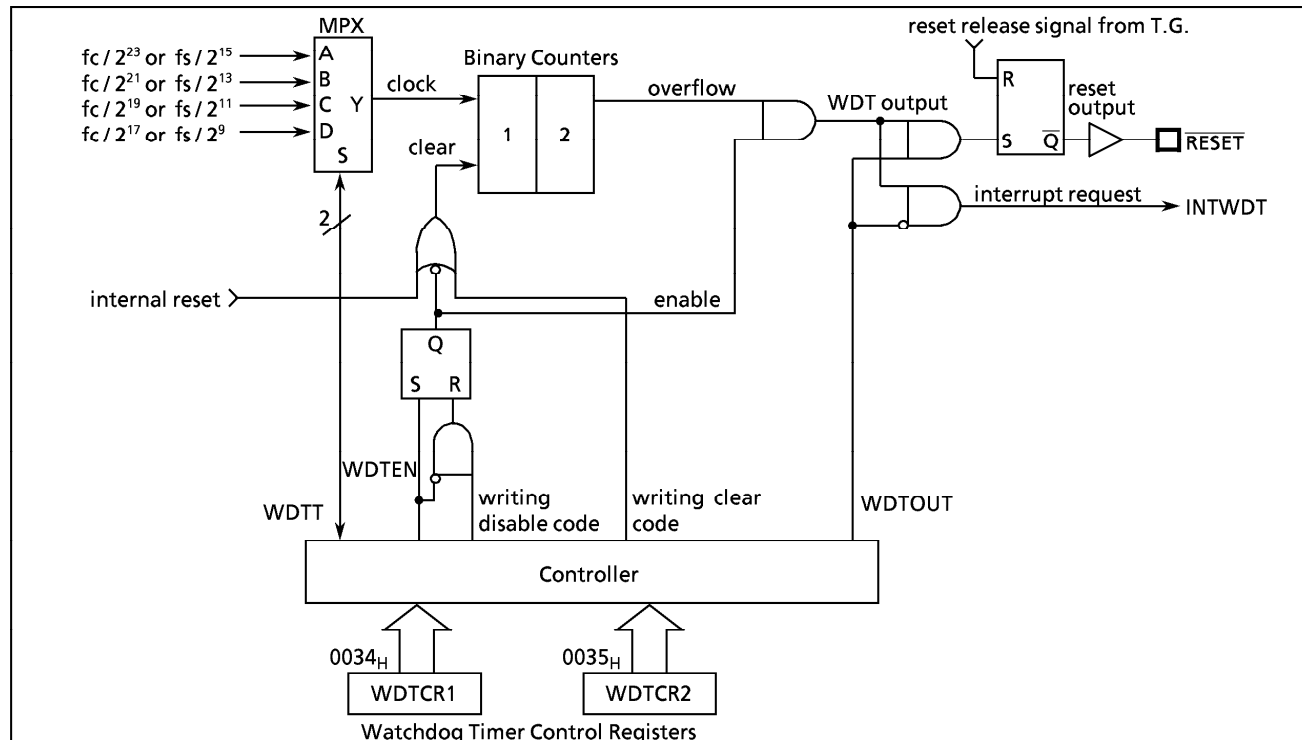 MPX
reset release signal from T.G.
fc / 2²³ or fs / 2¹⁵
fc / 2²¹ or fs / 2¹³
fc / 2¹⁹ or fs / 2¹¹
fc / 2¹⁷ or fs / 2⁹
A
B
C Y
D
S
clock
clear
Binary Counters
1 2
overflow
WDT output
R
S Q̅
reset
output
R̅E̅S̅E̅T̅
interrupt request
INTWDT
2
internal reset
enable
Q
S R
WDTEN
WDTT
writing
disable code
writing clear
code
WDTOUT
Controller
0034H
0035H
WDTCR1
WDTCR2
Watchdog Timer Control Registers